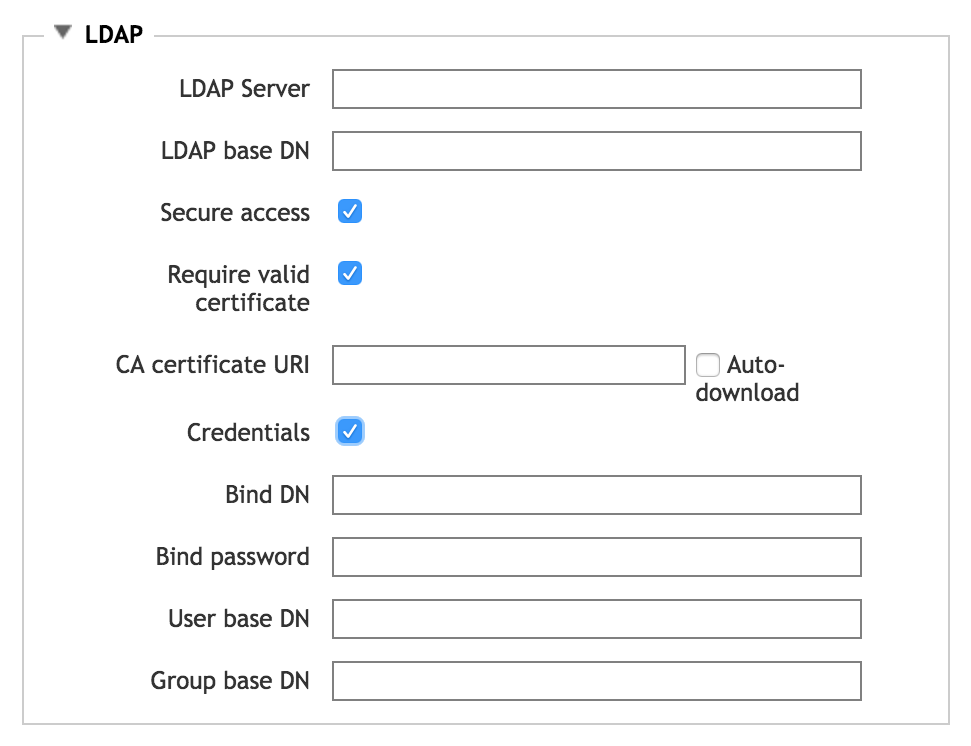 LDAP
LDAP Server
LDAP base DN
Secure access
Require valid
certificate
CA certificate URI
Auto-
download
Credentials
Bind DN
Bind password
User base DN
Group base DN